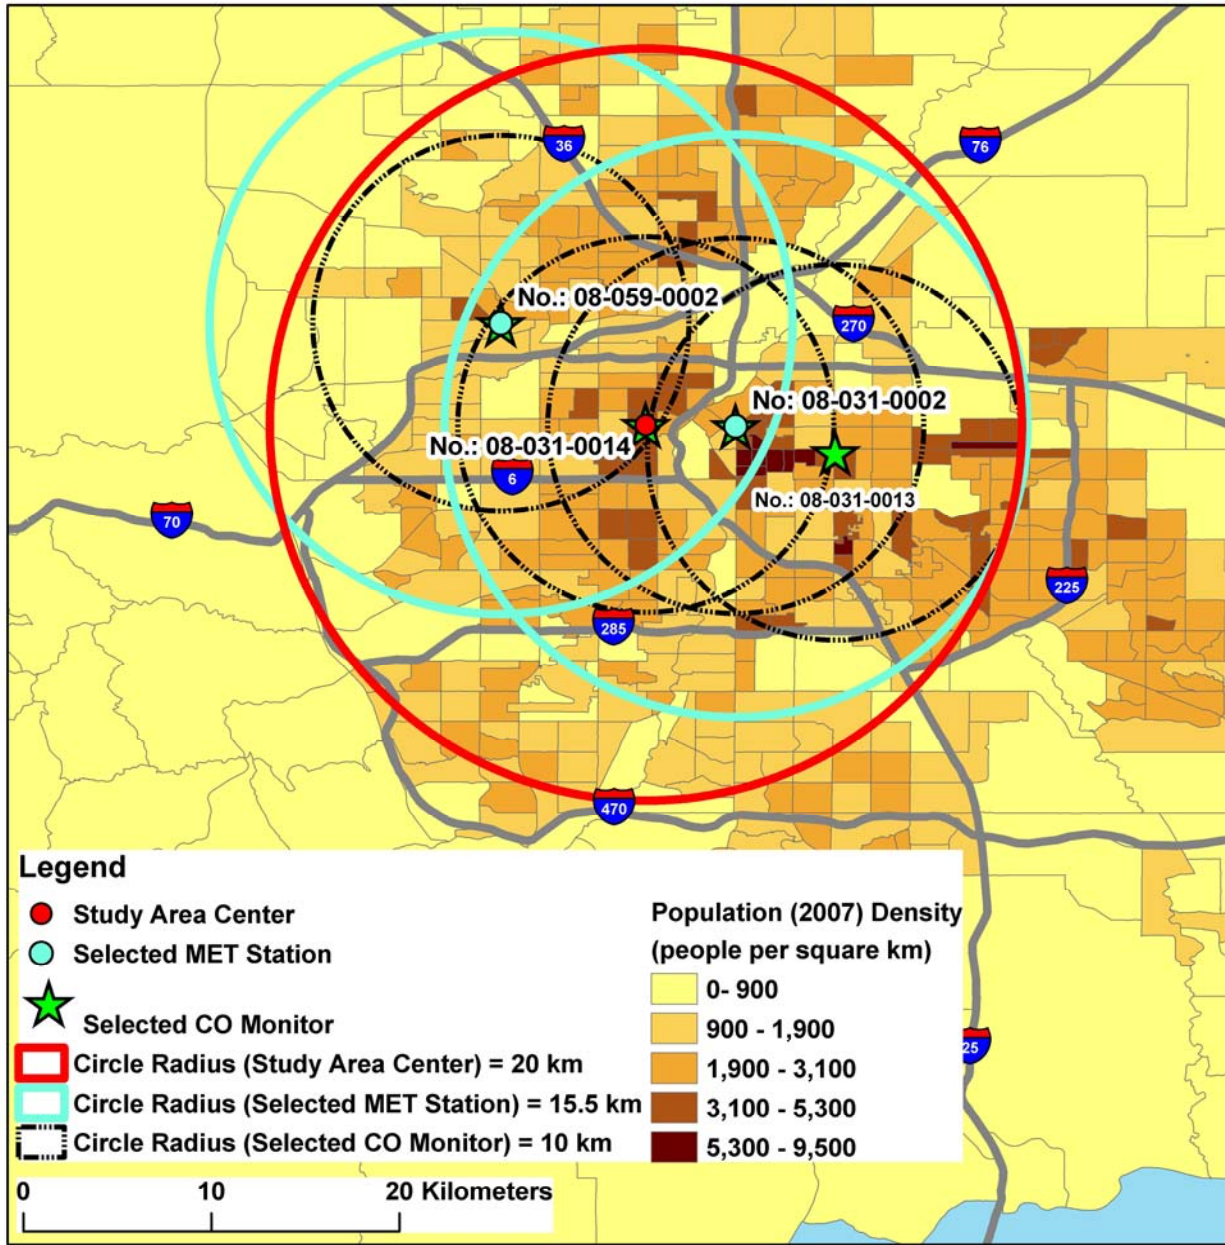 36
76
No.: 08-059-0002
270
No: 08-031-0002
No.: 08-031-0014
6
No.: 08-031-0013
70
225
285
470
Legend
Study Area Center
Selected MET Station
Selected CO Monitor
Circle Radius (Study Area Center) = 20 km
Circle Radius (Selected MET Station) = 15.5 km
Circle Radius (Selected CO Monitor) = 10 km
0 10 20 Kilometers
Population (2007) Density
(people per square km)
0- 900
900 - 1,900
1,900 - 3,100
3,100 - 5,300
5,300 - 9,500
25